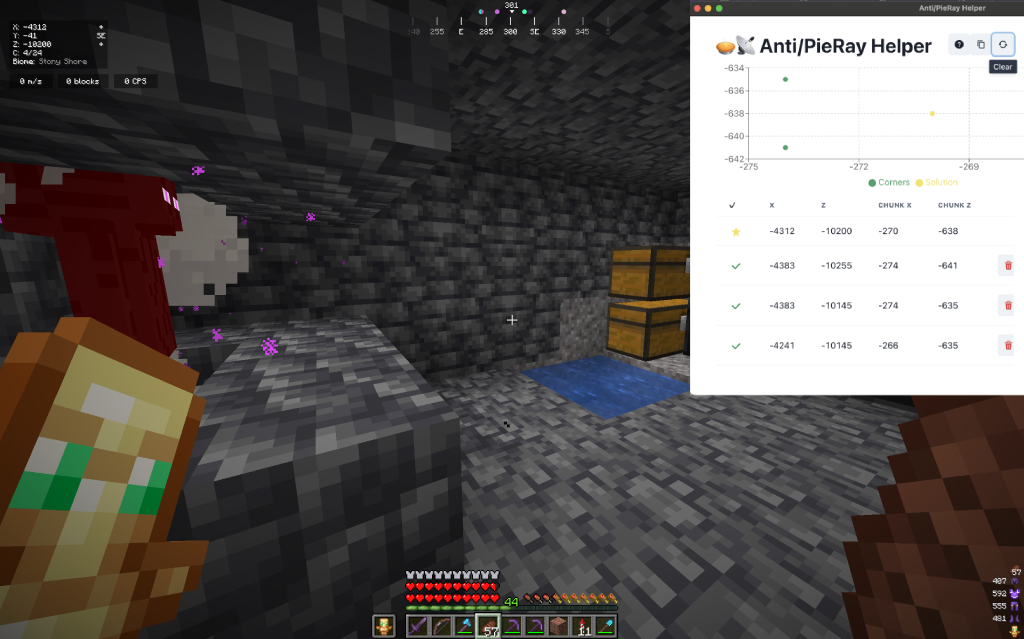 X: -4312 +
Y: -41 SE
Z: -10200 +
C: 4/24
Biome: Stony Shore
0 m/s 0 blocks 0 CPS
301
255 E 285 300 SE 330 345 S
Anti/PieRay Helper
Anti/PieRay Helper
Clear
-634
-636
-638
-640
-642
-275 -272 -269
Corners Solution
✓ X Z CHUNK X CHUNK Z
-4312 -10200 -270 -638
-4383 -10255 -274 -641
-4383 -10145 -274 -635
-4241 -10145 -266 -635
44
57
11
57
407
592
555
481